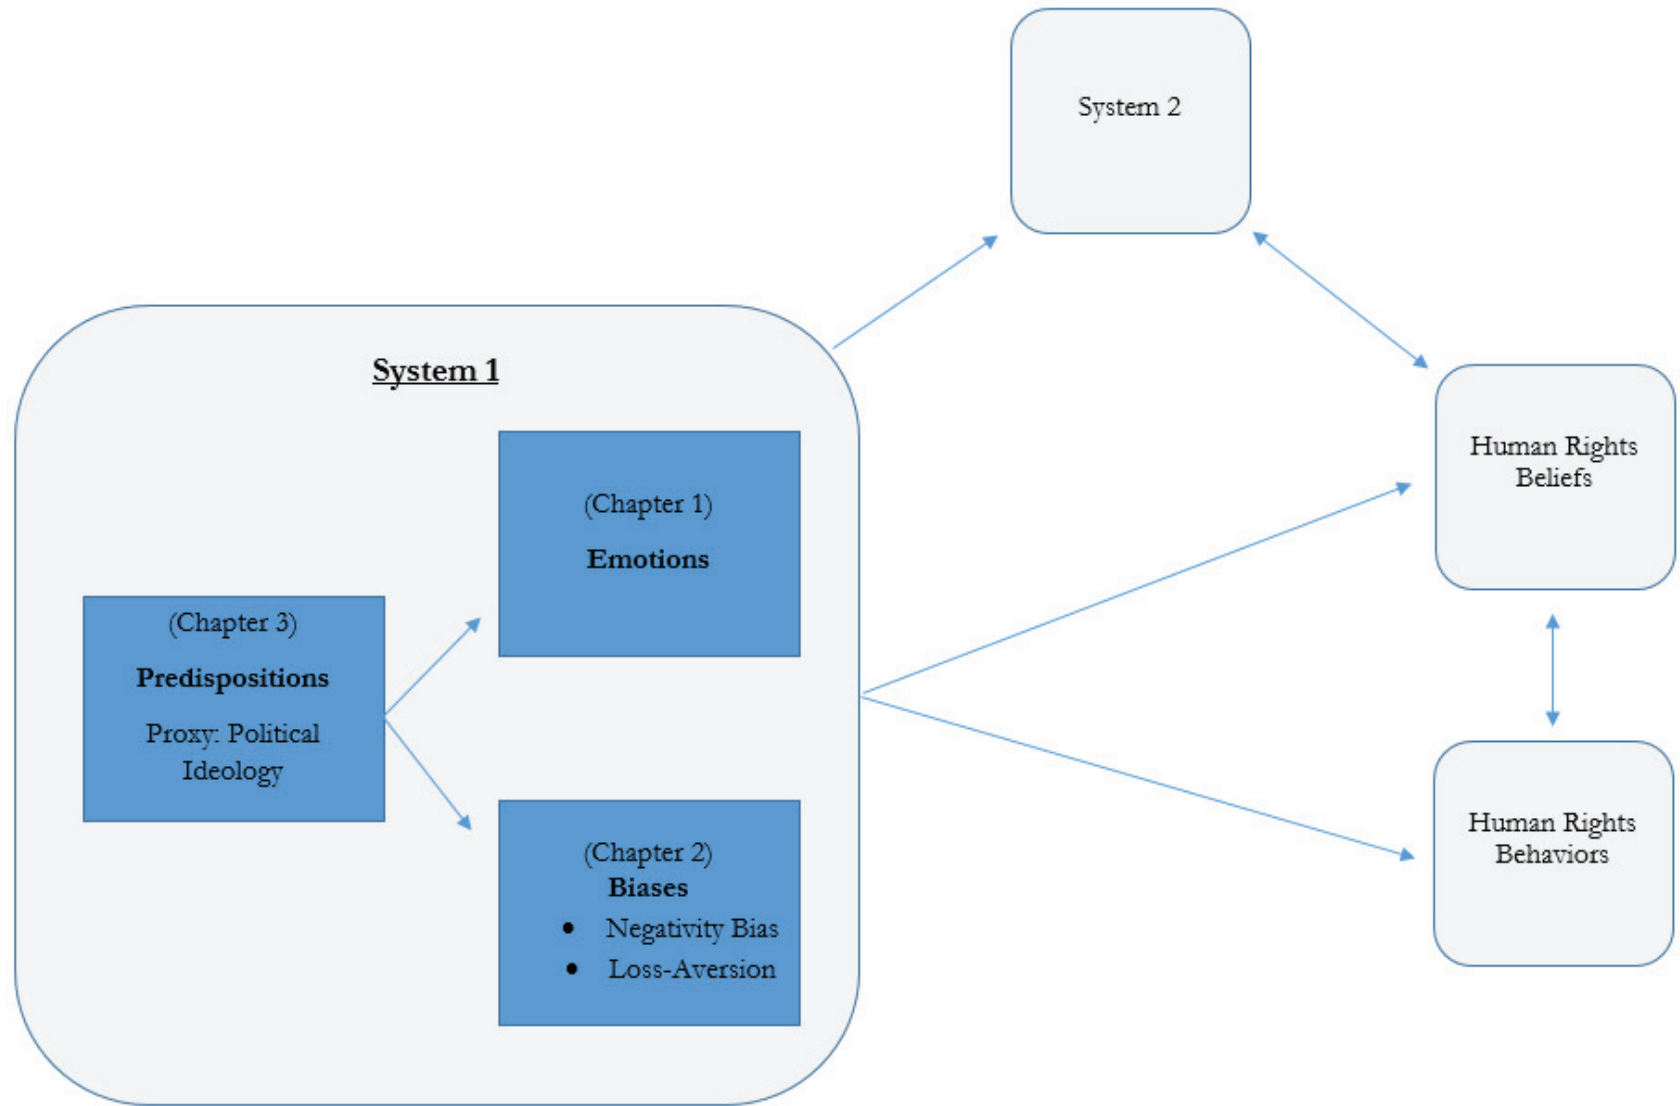 System 2
System 1
(Chapter 1)
Emotions
(Chapter 3)
Predispositions
Proxy: Political
Ideology
(Chapter 2)
Biases
• Negativity Bias
• Loss-Aversion
Human Rights
Beliefs
Human Rights
Behaviors